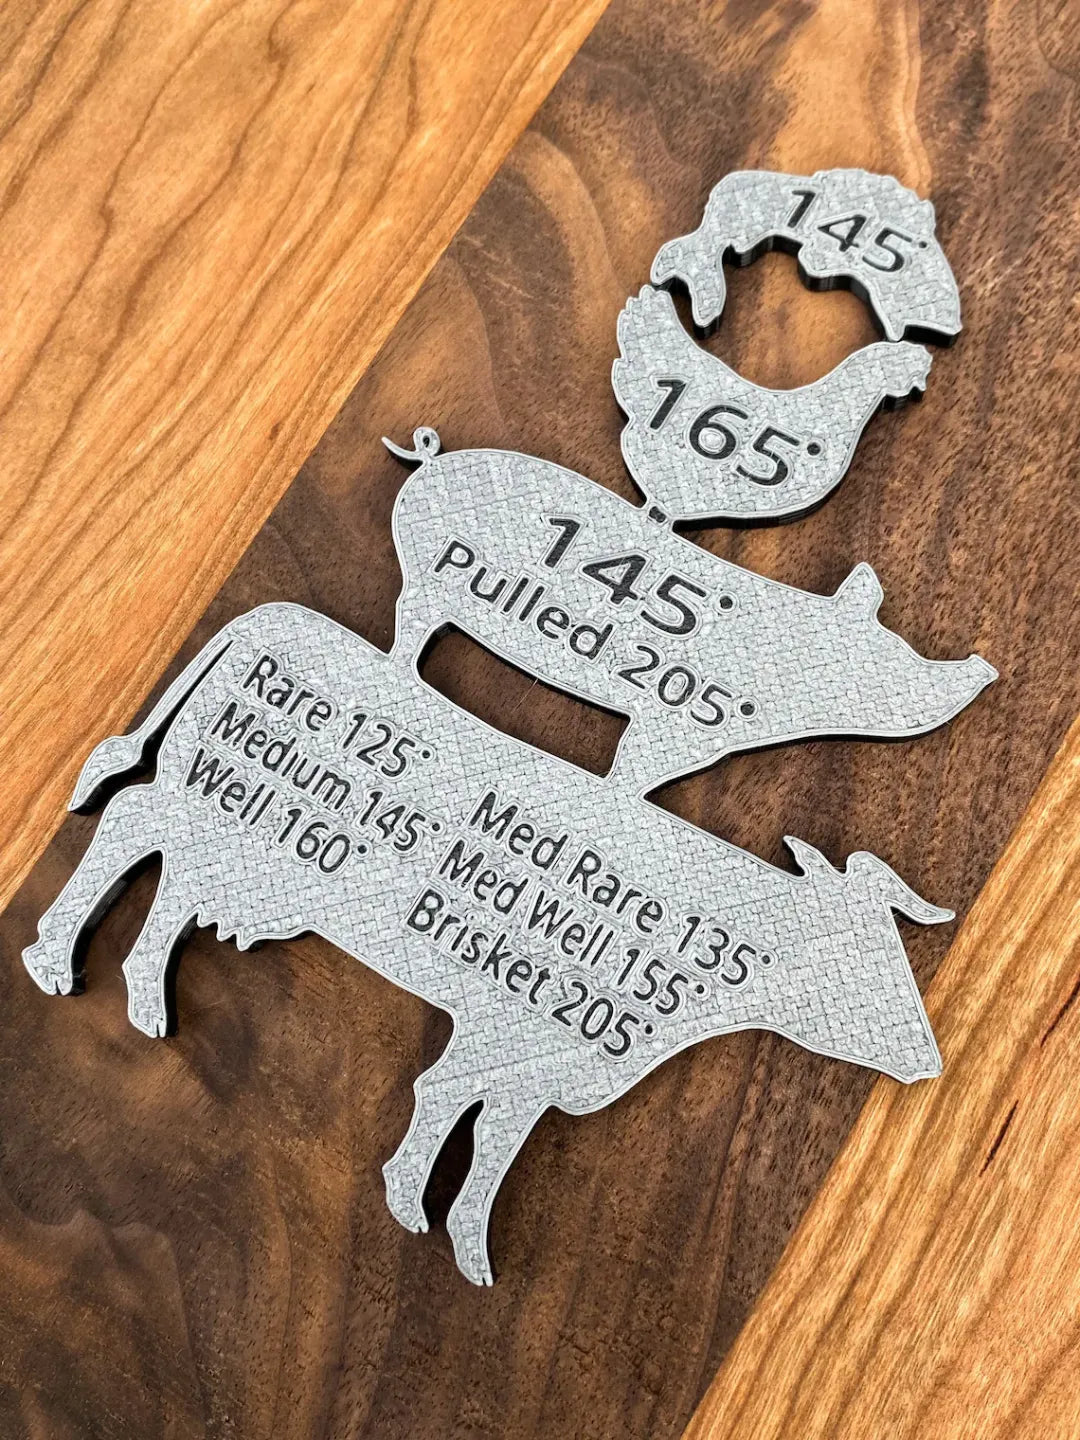 145°
165°
145°
Pulled 205°
Rare 125°
Medium 145°
Well 160°
Med Rare 135°
Med Well 155°
Brisket 205°